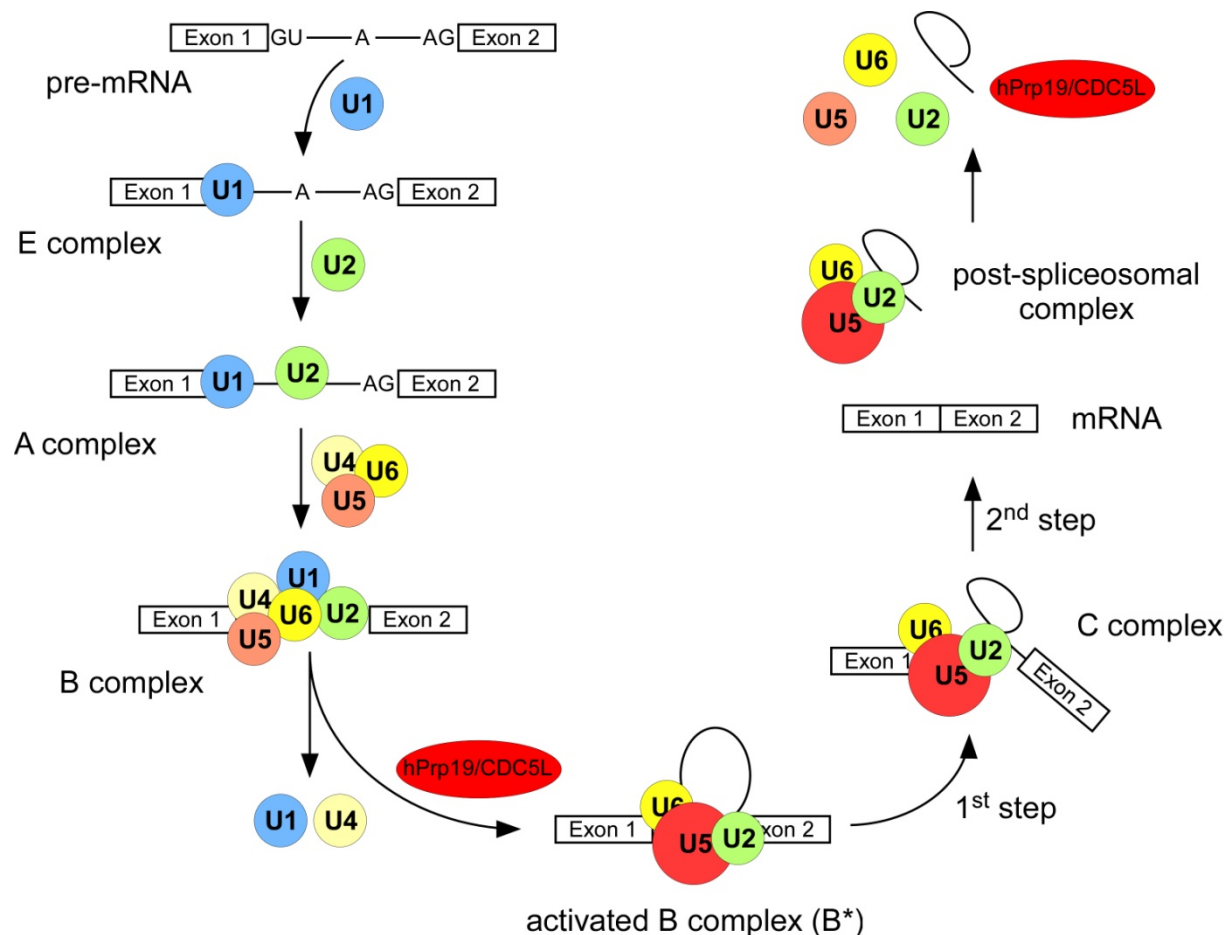 Exon 1 GU A AG Exon 2
pre-mRNA
U1
Exon 1 U1 A AG Exon 2
E complex
U2
Exon 1 U1 U2 AG Exon 2
A complex
U4 U6
U5
U1
Exon 1 U4 U6 U2 Exon 2
U5
B complex
hPrp19/CDC5L
U1 U4
U6
Exon 1 U5 U2 Exon 2
activated B complex (B*)
1st step
U6
Exon 1 U5 U2 Exon 2
C complex
2nd step
Exon 1 Exon 2 mRNA
U6
U5 U2
post-spliceosomal
complex
U6
U5 U2
hPrp19/CDC5L